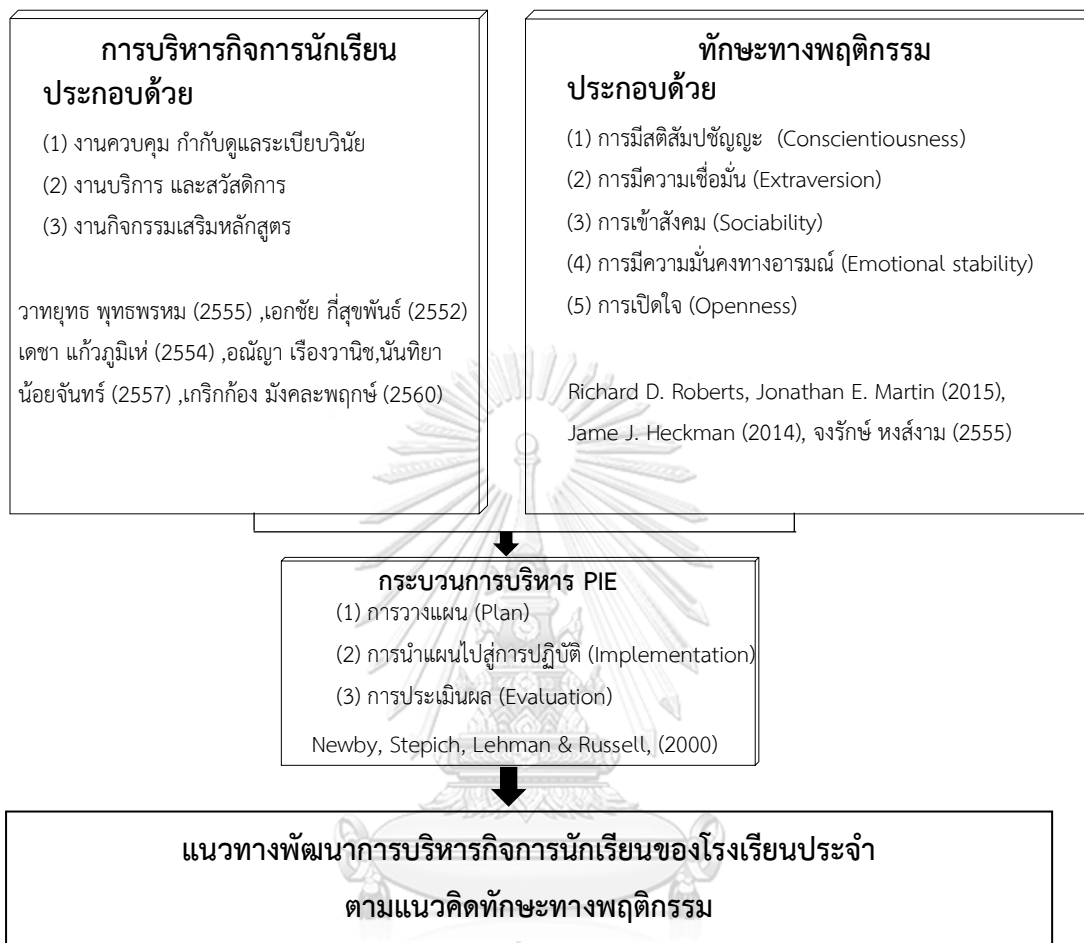 การบริหารกิจการนักเรียน
ประกอบด้วย
(1) งานควบคุม กำกับดูแลระเบียบวินัย
(2) งานบริการ และสวัสดิการ
(3) งานกิจกรรมเสริมหลักสูตร
วาทยุทธ พุทธพรหม (2555) ,เอกชัย กี่สุขพันธ์ (2552)
เดชา แก้วภูมิเห่ (2554) ,อณัญา เรืองวานิช,นันทิยา
น้อยจันทร์ (2557) ,เกริกก้อง มังคละพฤกษ์ (2560)
ทักษะทางพฤติกรรม
ประกอบด้วย
(1) การมีสติสัมปชัญญะ (Conscientiousness)
(2) การมีความเชื่อมั่น (Extraversion)
(3) การเข้าสังคม (Sociability)
(4) การมีความมั่นคงทางอารมณ์ (Emotional stability)
(5) การเปิดใจ (Openness)
Richard D. Roberts, Jonathan E. Martin (2015),
Jame J. Heckman (2014), จงรักษ์ หงส์งาม (2555)
กระบวนการบริหาร PIE
(1) การวางแผน (Plan)
(2) การนำแผนไปสู่การปฏิบัติ (Implementation)
(3) การประเมินผล (Evaluation)
Newby, Stepich, Lehman & Russell, (2000)
แนวทางพัฒนาการบริหารกิจการนักเรียนของโรงเรียนประจำ
ตามแนวคิดทักษะทางพฤติกรรม